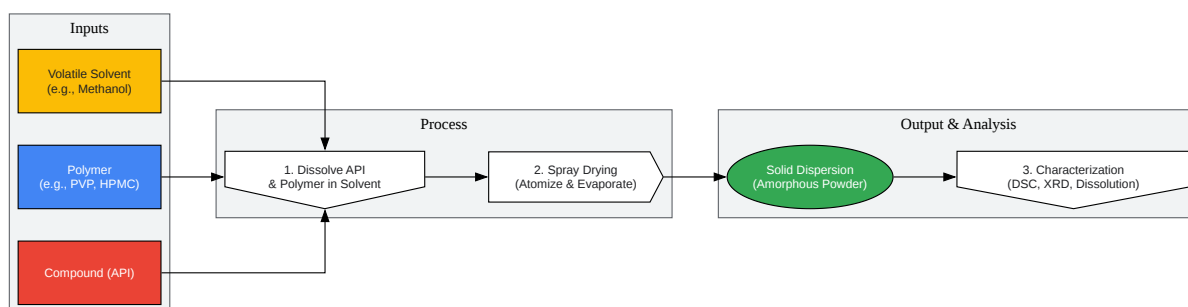 Inputs
Volatile Solvent
(e.g., Methanol)
Polymer
(e.g., PVP, HPMC)
Compound (API)
Process
1. Dissolve API
& Polymer in Solvent
2. Spray Drying
(Atomize & Evaporate)
Output & Analysis
Solid Dispersion
(Amorphous Powder)
3. Characterization
(DSC, XRD, Dissolution)